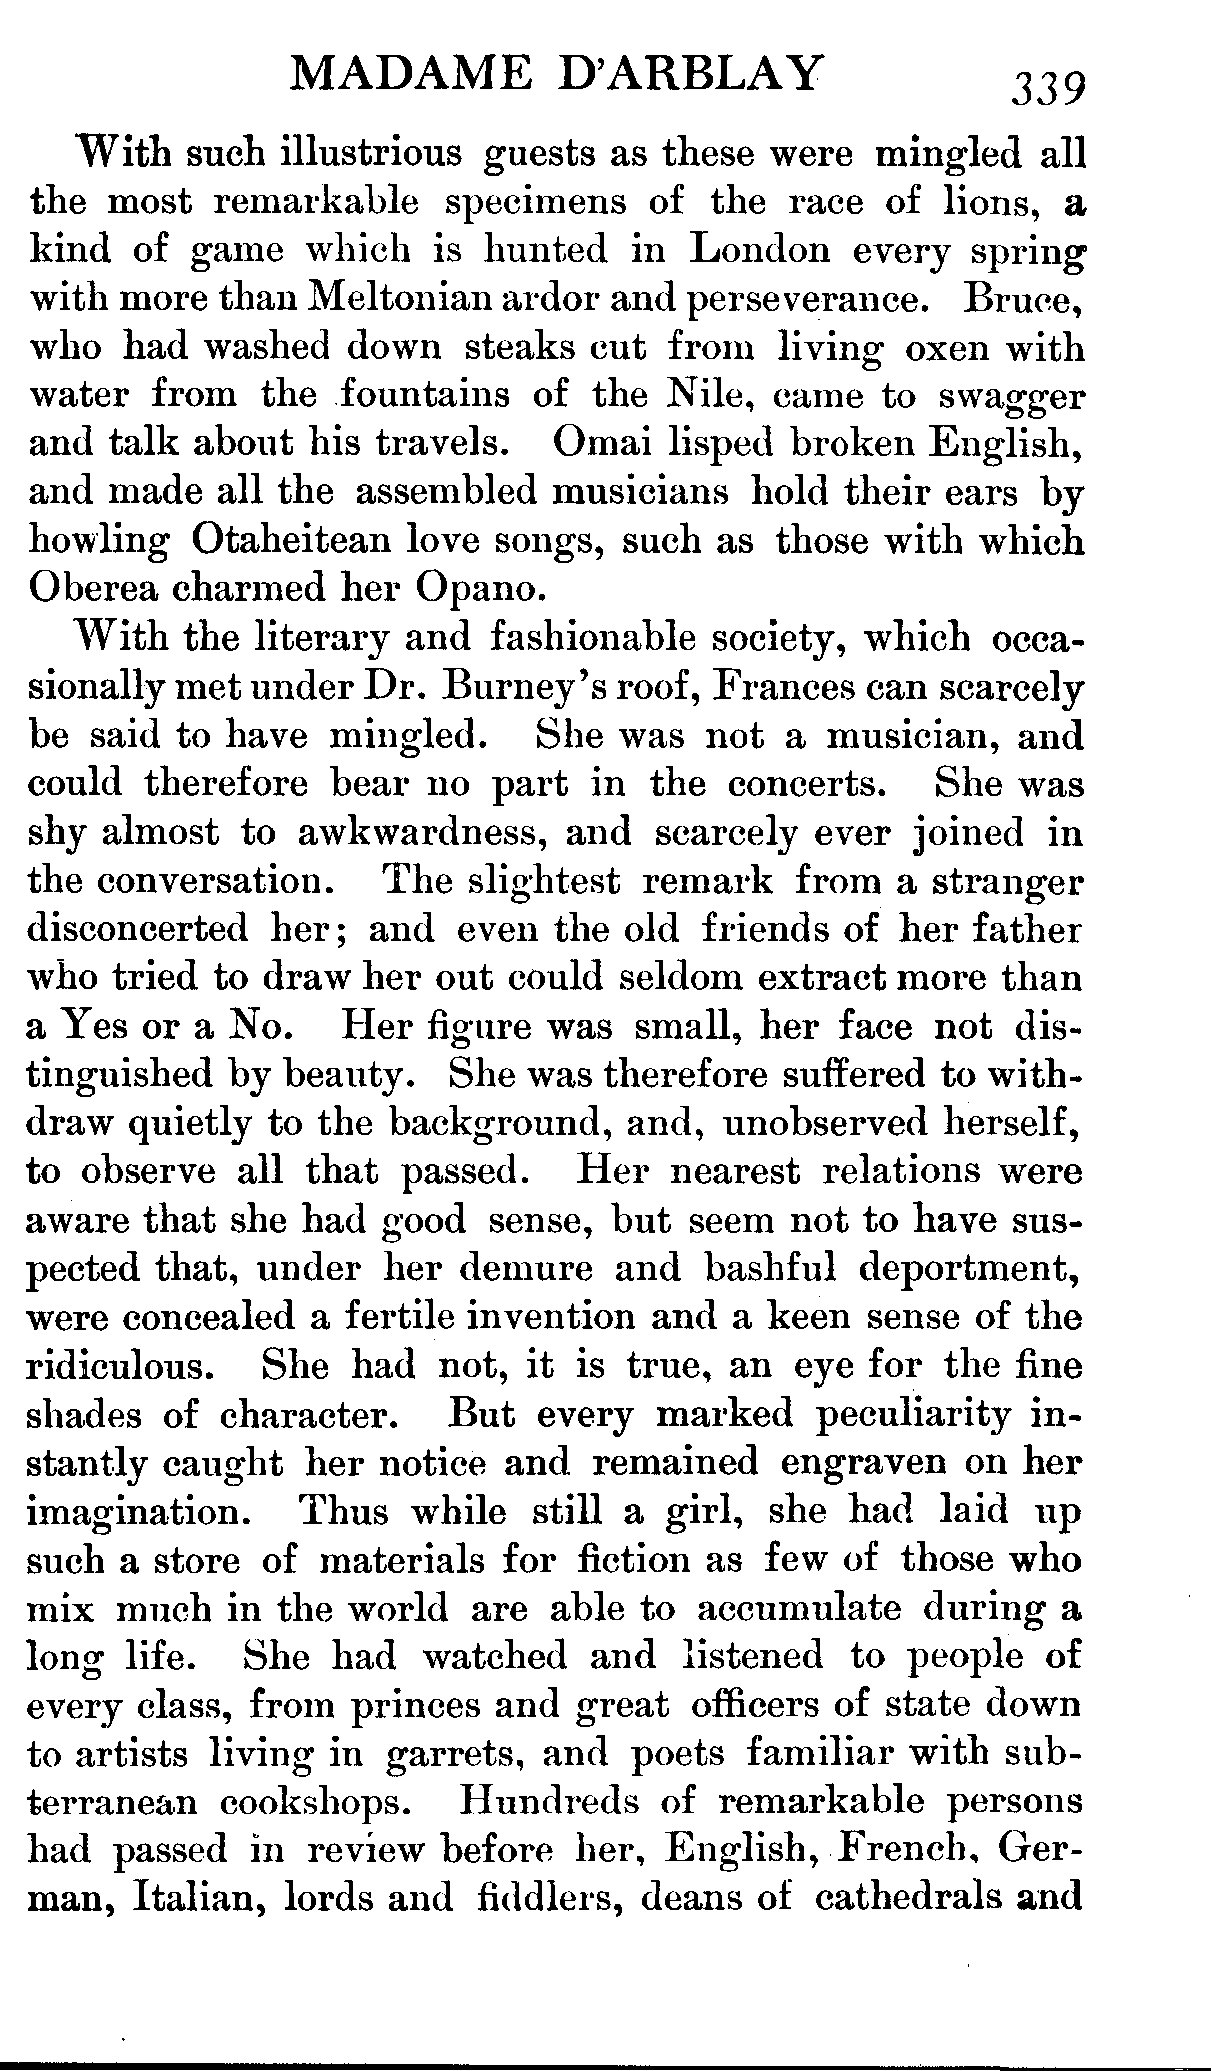 MADAME D'ARBLAY 339
With such illustrious guests as these were mingled all
the most remarkable specimens of the race of lions, a
kind of game which is hunted in London every spring
with more than Meltonian ardor and perseverance. Bruce,
who had washed down steaks cut from living oxen with
water from the fountains of the Nile, came to swagger
and talk about his travels. Omai lisped broken English,
and made all the assembled musicians hold their ears by
howling Otaheitean love songs, such as those with which
Oberea charmed her Opano.
With the literary and fashionable society, which occa-
sionally met under Dr. Burney's roof, Frances can scarcely
be said to have mingled. She was not a musician, and
could therefore bear no part in the concerts. She was
shy almost to awkwardness, and scarcely ever joined in
the conversation. The slightest remark from a stranger
disconcerted her; and even the old friends of her father
who tried to draw her out could seldom extract more than
a Yes or a No. Her figure was small, her face not dis-
tinguished by beauty. She was therefore suffered to with-
draw quietly to the background, and, unobserved herself,
to observe all that passed. Her nearest relations were
aware that she had good sense, but seem not to have sus-
pected that, under her demure and bashful deportment,
were concealed a fertile invention and a keen sense of the
ridiculous. She had not, it is true, an eye for the fine
shades of character. But every marked peculiarity in-
stantly caught her notice and remained engraven on her
imagination. Thus while still a girl, she had laid up
such a store of materials for fiction as few of those who
mix much in the world are able to accumulate during a
long life. She had watched and listened to people of
every class, from princes and great officers of state down
to artists living in garrets, and poets familiar with sub-
terranean cookshops. Hundreds of remarkable persons
had passed in review before her, English, French, Ger-
man, Italian, lords and fiddlers, deans of cathedrals and